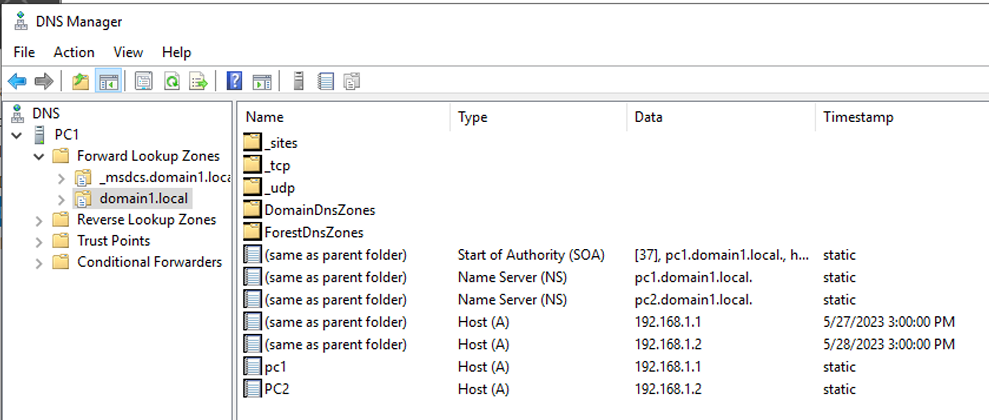 DNS Manager
File Action View Help
DNS
PC1
Forward Lookup Zones
_msdcs.domain1.loca
domain1.local
Reverse Lookup Zones
Trust Points
Conditional Forwarders
Name Type Data Timestamp
_sites
_tcp
_udp
DomainDnsZones
ForestDnsZones
(same as parent folder) Start of Authority (SOA) [37], pc1.domain1.local., h... static
(same as parent folder) Name Server (NS) pc1.domain1.local. static
(same as parent folder) Name Server (NS) pc2.domain1.local. static
(same as parent folder) Host (A) 192.168.1.1 5/27/2023 3:00:00 PM
(same as parent folder) Host (A) 192.168.1.2 5/28/2023 3:00:00 PM
pc1 Host (A) 192.168.1.1 static
PC2 Host (A) 192.168.1.2 static